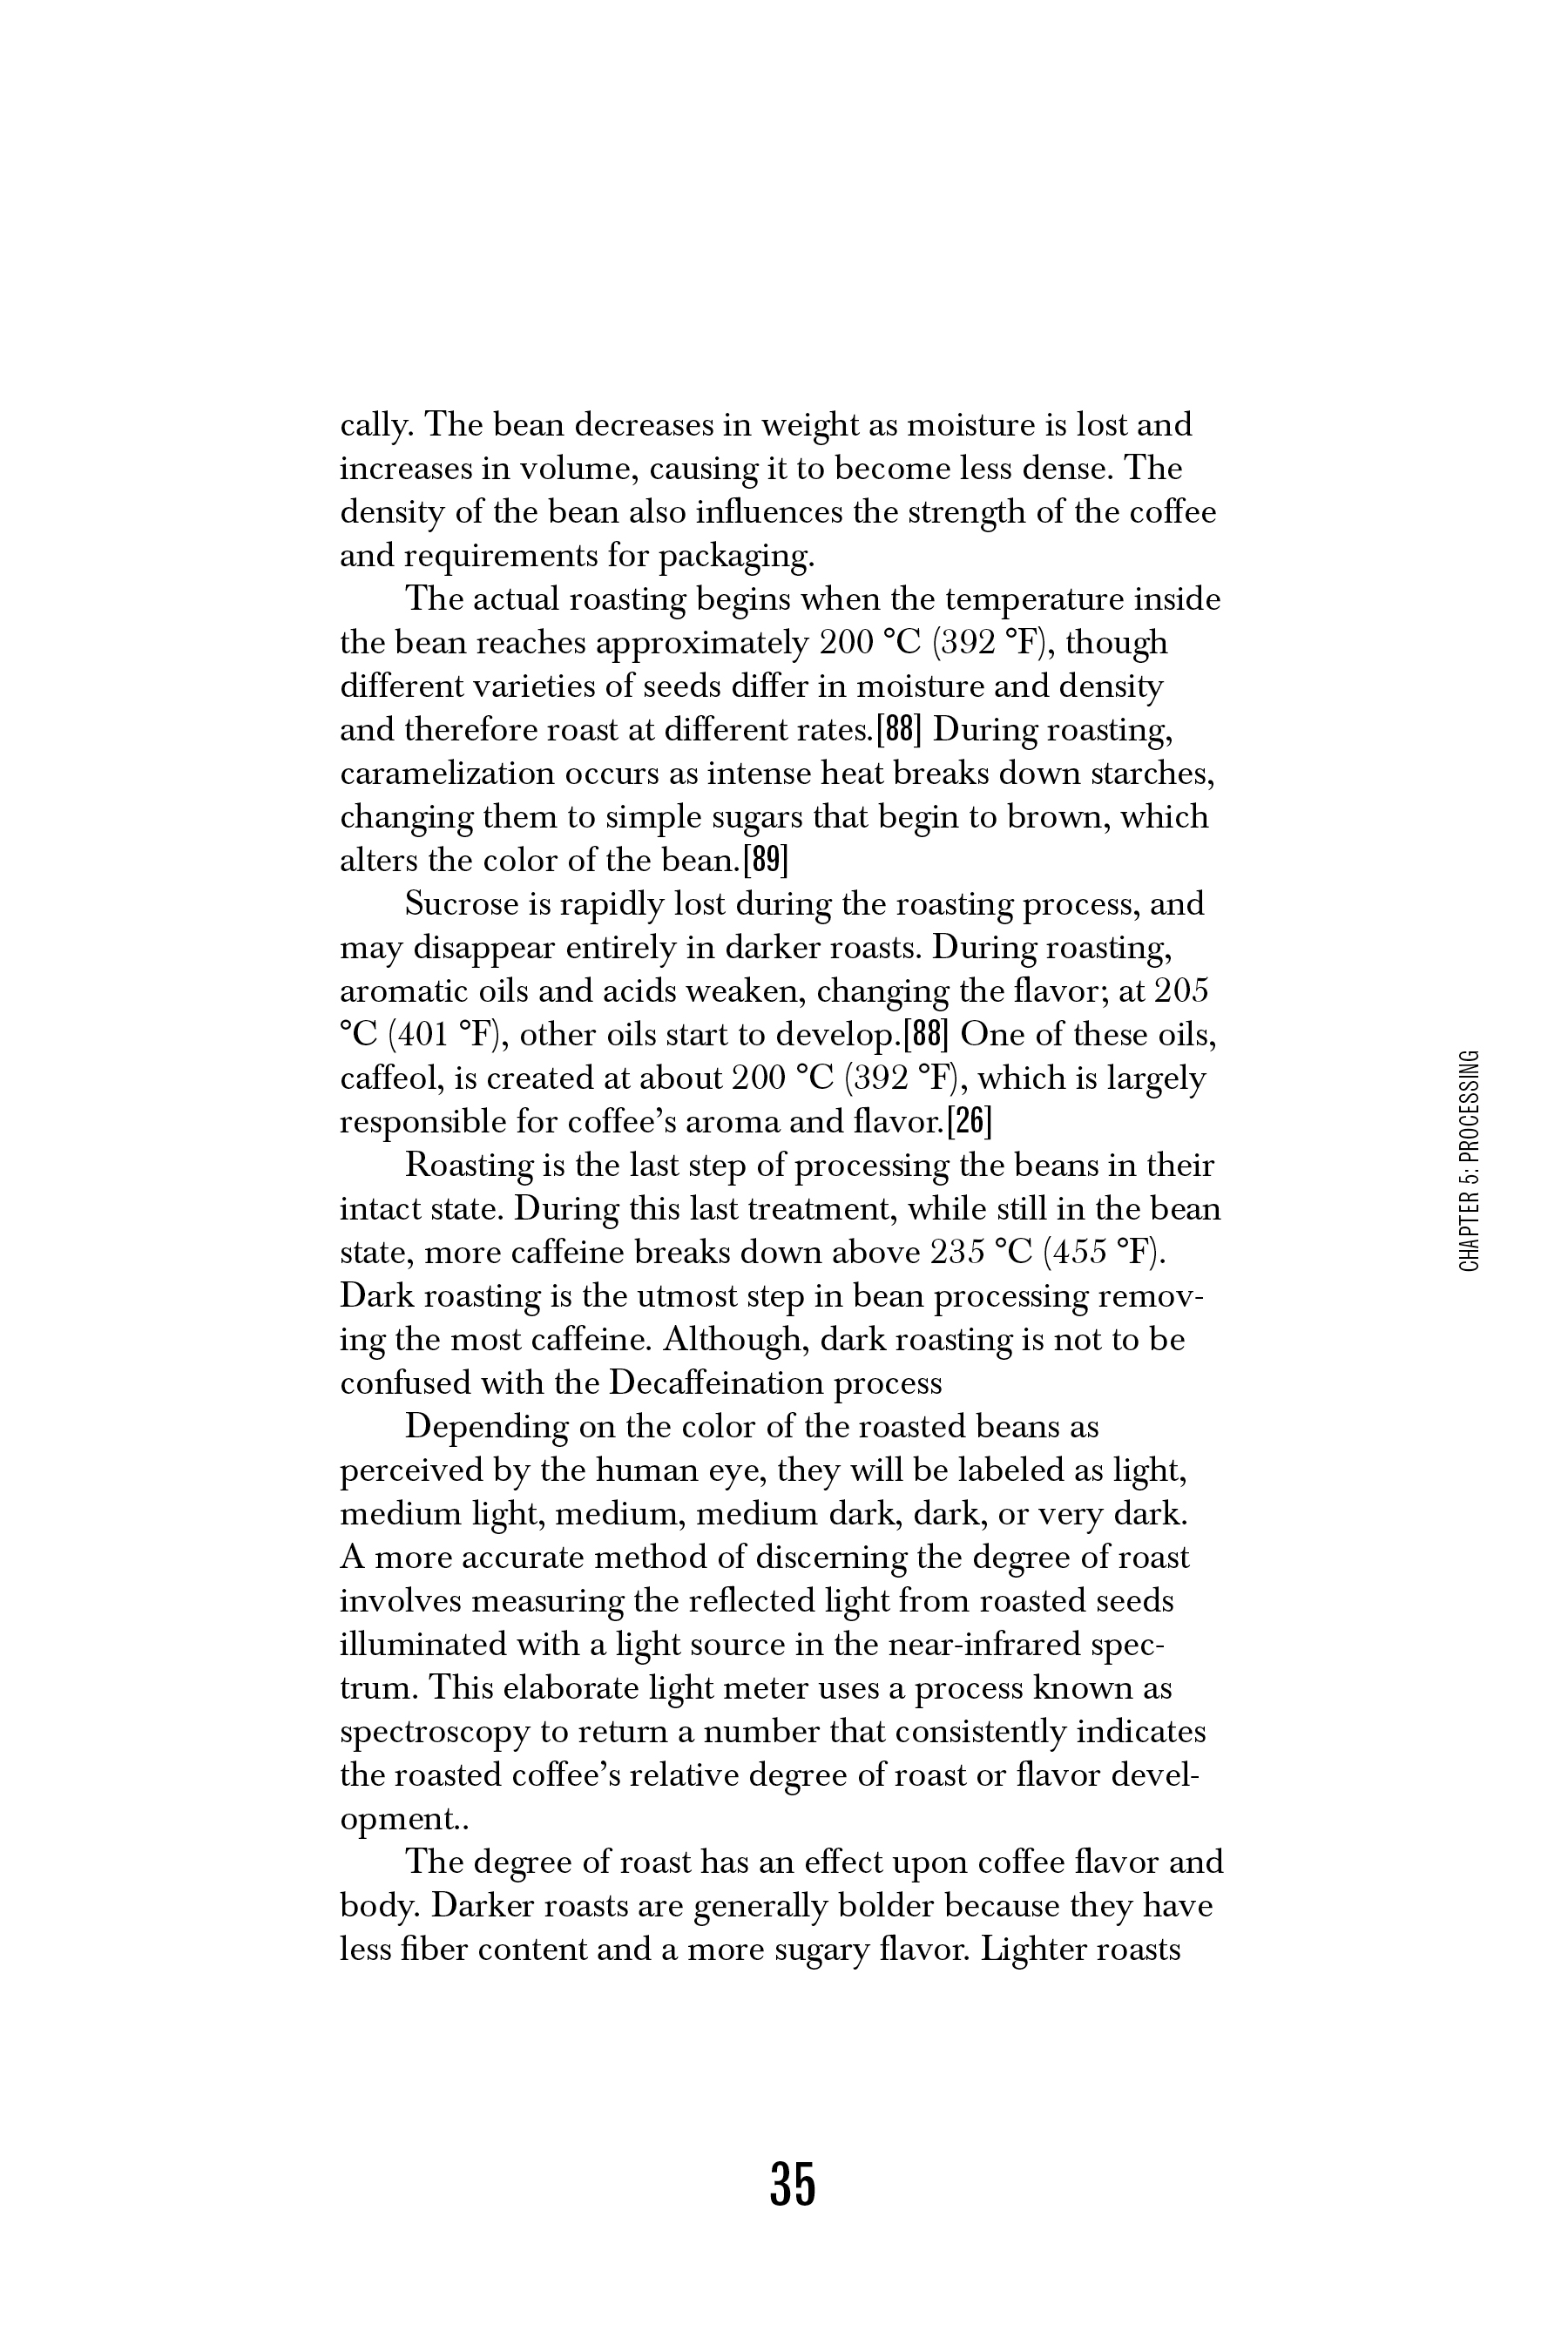 cally. The bean decreases in weight as moisture is lost and
increases in volume, causing it to become less dense. The
density of the bean also influences the strength of the coffee
and requirements for packaging.
The actual roasting begins when the temperature inside
the bean reaches approximately 200 °C (392 °F), though
different varieties of seeds differ in moisture and density
and therefore roast at different rates.[88] During roasting,
caramelization occurs as intense heat breaks down starches,
changing them to simple sugars that begin to brown, which
alters the color of the bean.[89]
Sucrose is rapidly lost during the roasting process, and
may disappear entirely in darker roasts. During roasting,
aromatic oils and acids weaken, changing the flavor; at 205
°C (401 °F), other oils start to develop.[88] One of these oils,
caffeol, is created at about 200 °C (392 °F), which is largely
responsible for coffee’s aroma and flavor.[26]
Roasting is the last step of processing the beans in their
intact state. During this last treatment, while still in the bean
state, more caffeine breaks down above 235 °C (455 °F).
Dark roasting is the utmost step in bean processing remov-
ing the most caffeine. Although, dark roasting is not to be
confused with the Decaffeination process
Depending on the color of the roasted beans as
perceived by the human eye, they will be labeled as light,
medium light, medium, medium dark, dark, or very dark.
A more accurate method of discerning the degree of roast
involves measuring the reflected light from roasted seeds
illuminated with a light source in the near-infrared spec-
trum. This elaborate light meter uses a process known as
spectroscopy to return a number that consistently indicates
the roasted coffee’s relative degree of roast or flavor devel-
opment..
The degree of roast has an effect upon coffee flavor and
body. Darker roasts are generally bolder because they have
less fiber content and a more sugary flavor. Lighter roasts
CHAPTER 5: PROCESSING
35